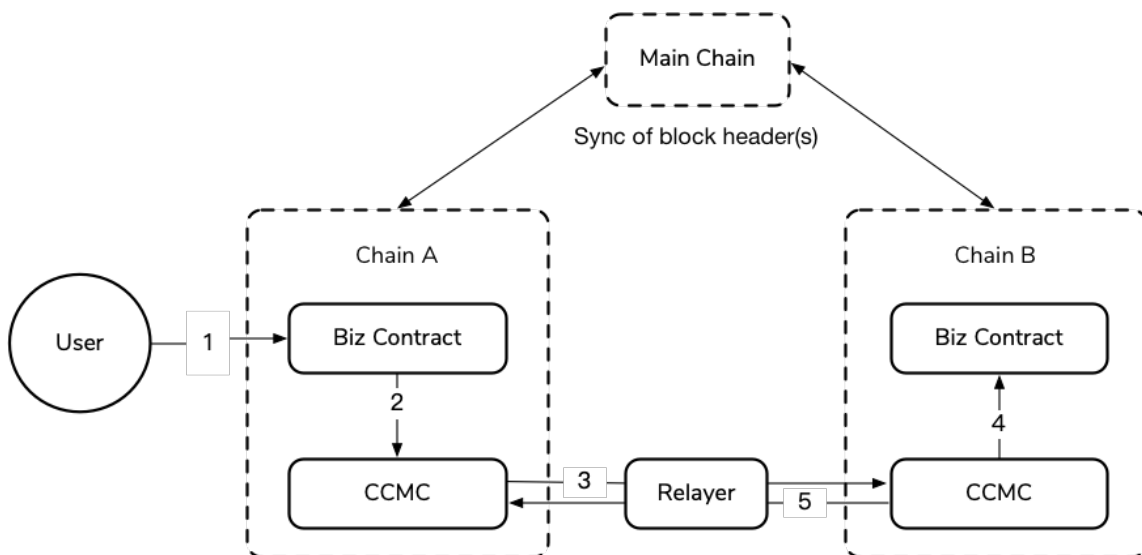 Main Chain
Sync of block header(s)
Chain A
Chain B
User
1
Biz Contract
Biz Contract
2
4
CCMC
3
Relayer
5
CCMC